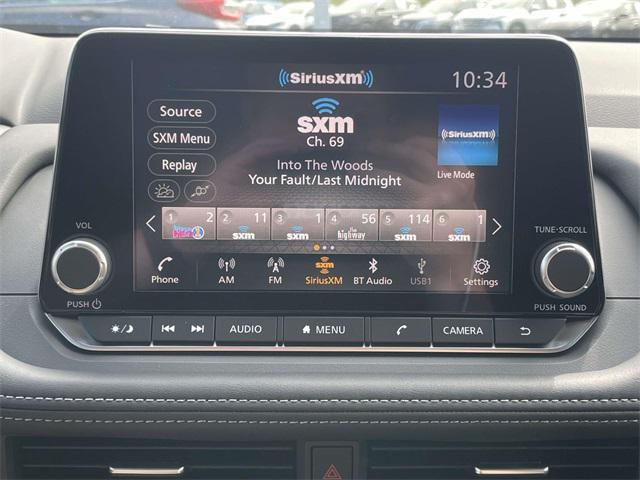 ((SiriusXM))
10:34
Source
SXM Menu
Replay
sxm
Ch. 69
Into The Woods
Your Fault/Last Midnight
((SiriusXM))
Live Mode
1 2
2 11 sxm
3 1 sxm
4 56 the highway
5 114 sxm
6 1 sxm
VOL
PUSH
TUNE·SCROLL
PUSH SOUND
Phone
AM
FM
sxm
SiriusXM
BT Audio
USB1
Settings
AUDIO
MENU
CAMERA